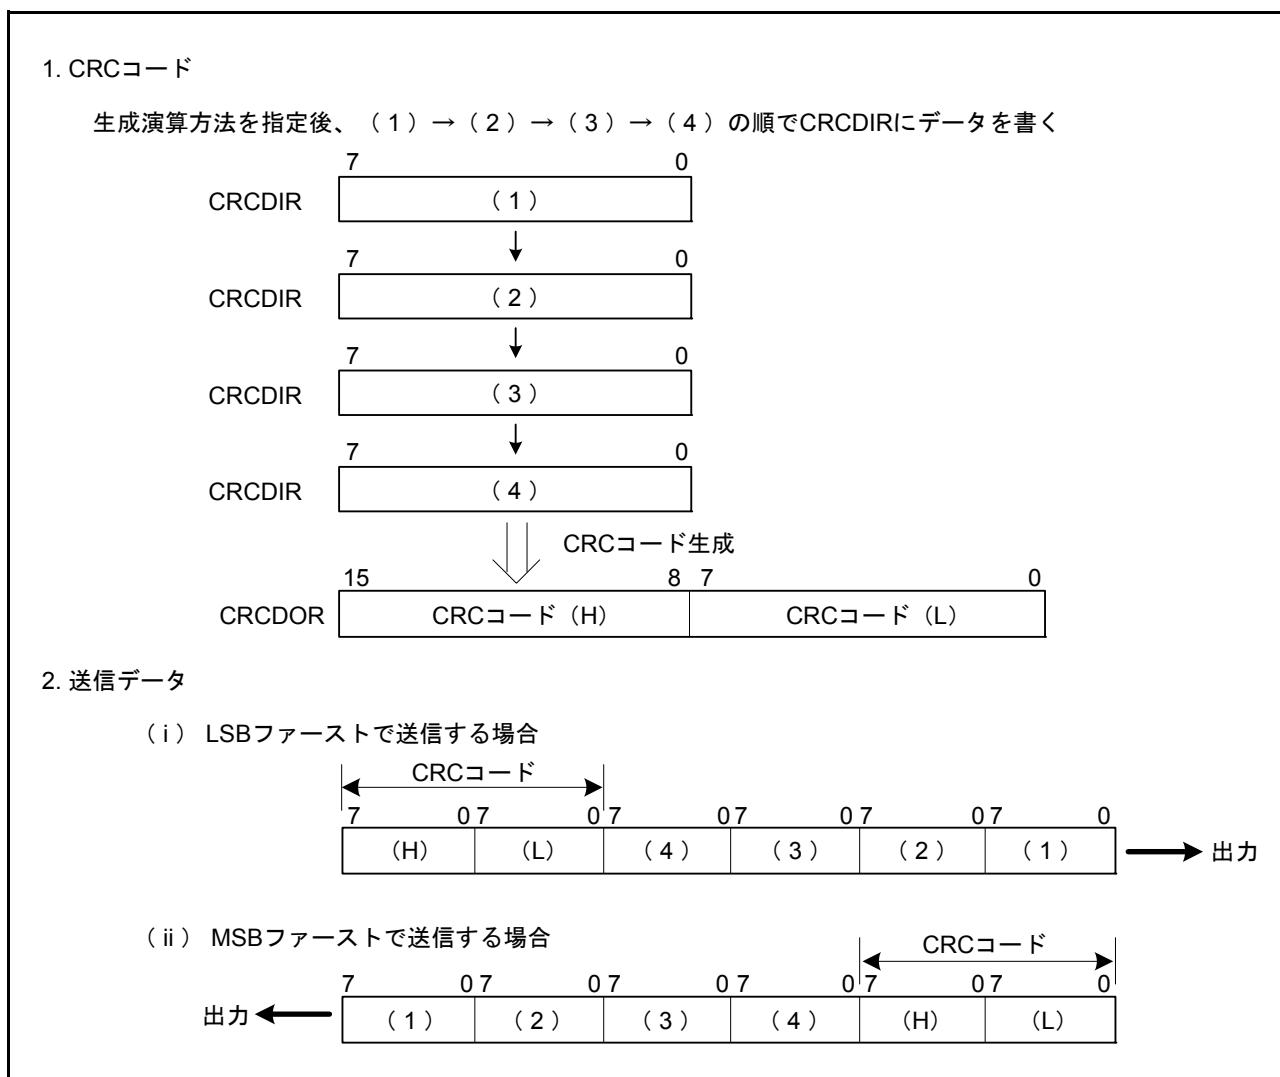 1. CRCコード
生成演算方法を指定後、（1）→（2）→（3）→（4）の順でCRCDIRにデータを書く
7 0
CRCDIR （1）
7 0
CRCDIR （2）
7 0
CRCDIR （3）
7 0
CRCDIR （4）
CRCコード生成
15 8 7 0
CRCDOR CRCコード（H） CRCコード（L）
2. 送信データ
（i） LSBファーストで送信する場合
CRCコード
7 0 7 0 7 0 7 0 7 0 7 0
（H） （L） （4） （3） （2） （1） 出力
（ii） MSBファーストで送信する場合
CRCコード
7 0 7 0 7 0 7 0 7 0 7 0
出力 （1） （2） （3） （4） （H） （L）